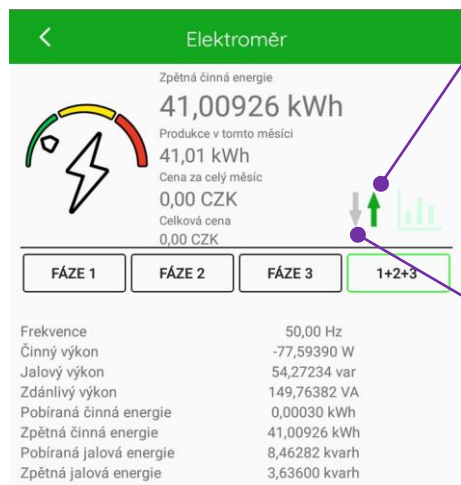 Elektroměr
Zpětná činná energie
41,00926 kWh
Produkce v tomto měsíci
41,01 kWh
Cena za celý měsíc
0,00 CZK
Celková cena
0,00 CZK
FÁZE 1 FÁZE 2 FÁZE 3 1+2+3
Frekvence 50,00 Hz
Činný výkon -77,59390 W
Jalový výkon 54,27234 var
Zdánlivý výkon 149,76382 VA
Pobíraná činná energie 0,00030 kWh
Zpětná činná energie 41,00926 kWh
Pobíraná jalová energie 8,46282 kvarh
Zpětná jalová energie 3,63600 kvarh